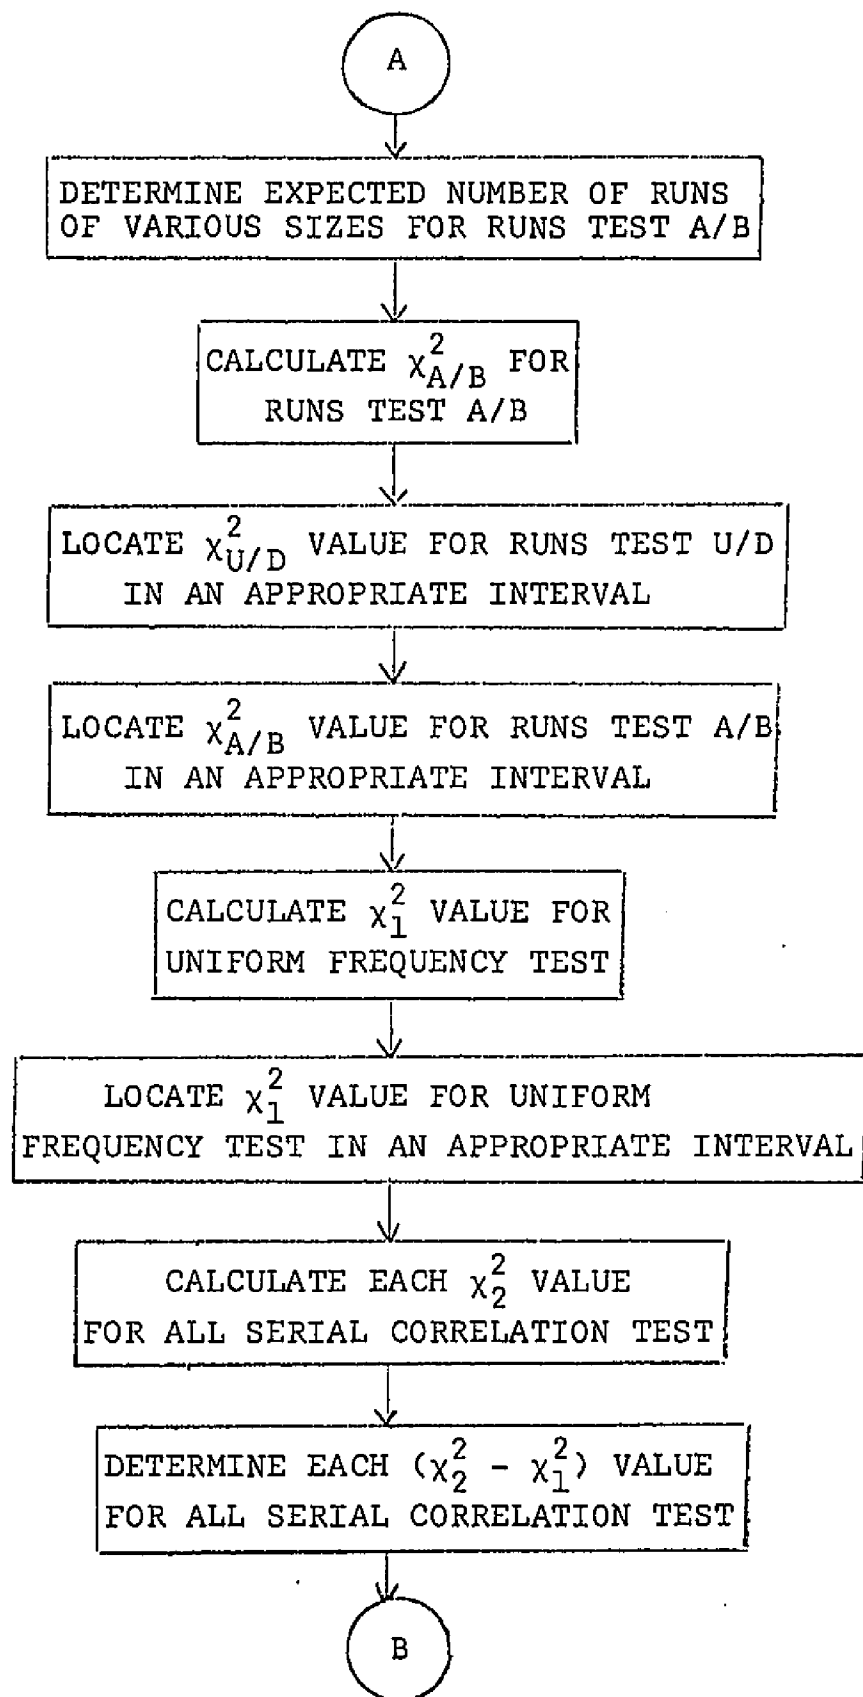 A
DETERMINE EXPECTED NUMBER OF RUNS
OF VARIOUS SIZES FOR RUNS TEST A/B
CALCULATE χ²_A/B FOR
RUNS TEST A/B
LOCATE χ²_U/D VALUE FOR RUNS TEST U/D
IN AN APPROPRIATE INTERVAL
LOCATE χ²_A/B VALUE FOR RUNS TEST A/B
IN AN APPROPRIATE INTERVAL
CALCULATE χ²₁ VALUE FOR
UNIFORM FREQUENCY TEST
LOCATE χ²₁ VALUE FOR UNIFORM
FREQUENCY TEST IN AN APPROPRIATE INTERVAL
CALCULATE EACH χ²₂ VALUE
FOR ALL SERIAL CORRELATION TEST
DETERMINE EACH (χ²₂ - χ²₁) VALUE
FOR ALL SERIAL CORRELATION TEST
B